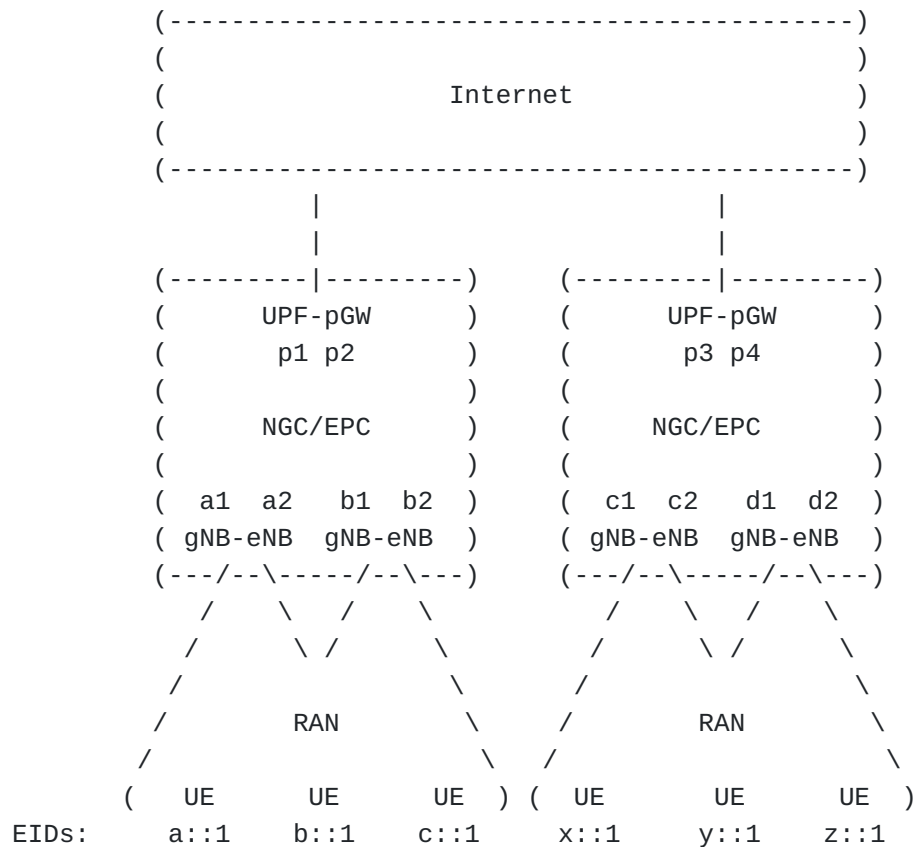 Internet
UPF-pGW UPF-pGW
p1 p2 p3 p4
NGC/EPC NGC/EPC
a1 a2 b1 b2 c1 c2 d1 d2
gNB-eNB gNB-eNB gNB-eNB gNB-eNB
RAN RAN
UE UE UE UE UE UE
EIDs: a::1 b::1 c::1 x::1 y::1 z::1